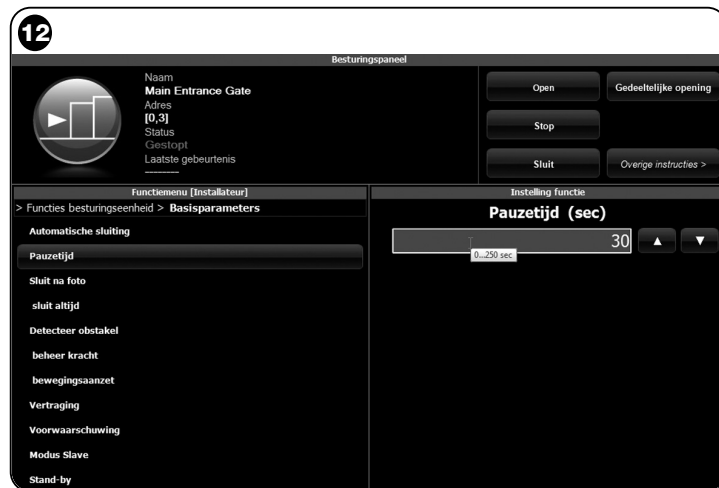 12
Besturingspaneel
Naam
Main Entrance Gate
Adres
[0,3]
Status
Gestopt
Laatste gebeurtenis
--------
Open
Gedeeltelijke opening
Stop
Sluit
Overige instructies >
Functiemenu [Installateur]
> Functies besturingseenheid > Basisparameters
Automatische sluiting
Pauzetijd
Sluit na foto
sluit altijd
Detecteer obstakel
beheer kracht
bewegingsaanzet
Vertraging
Voorwaarschuwing
Modus Slave
Stand-by
Instelling functie
Pauzetijd (sec)
30
0...250 sec